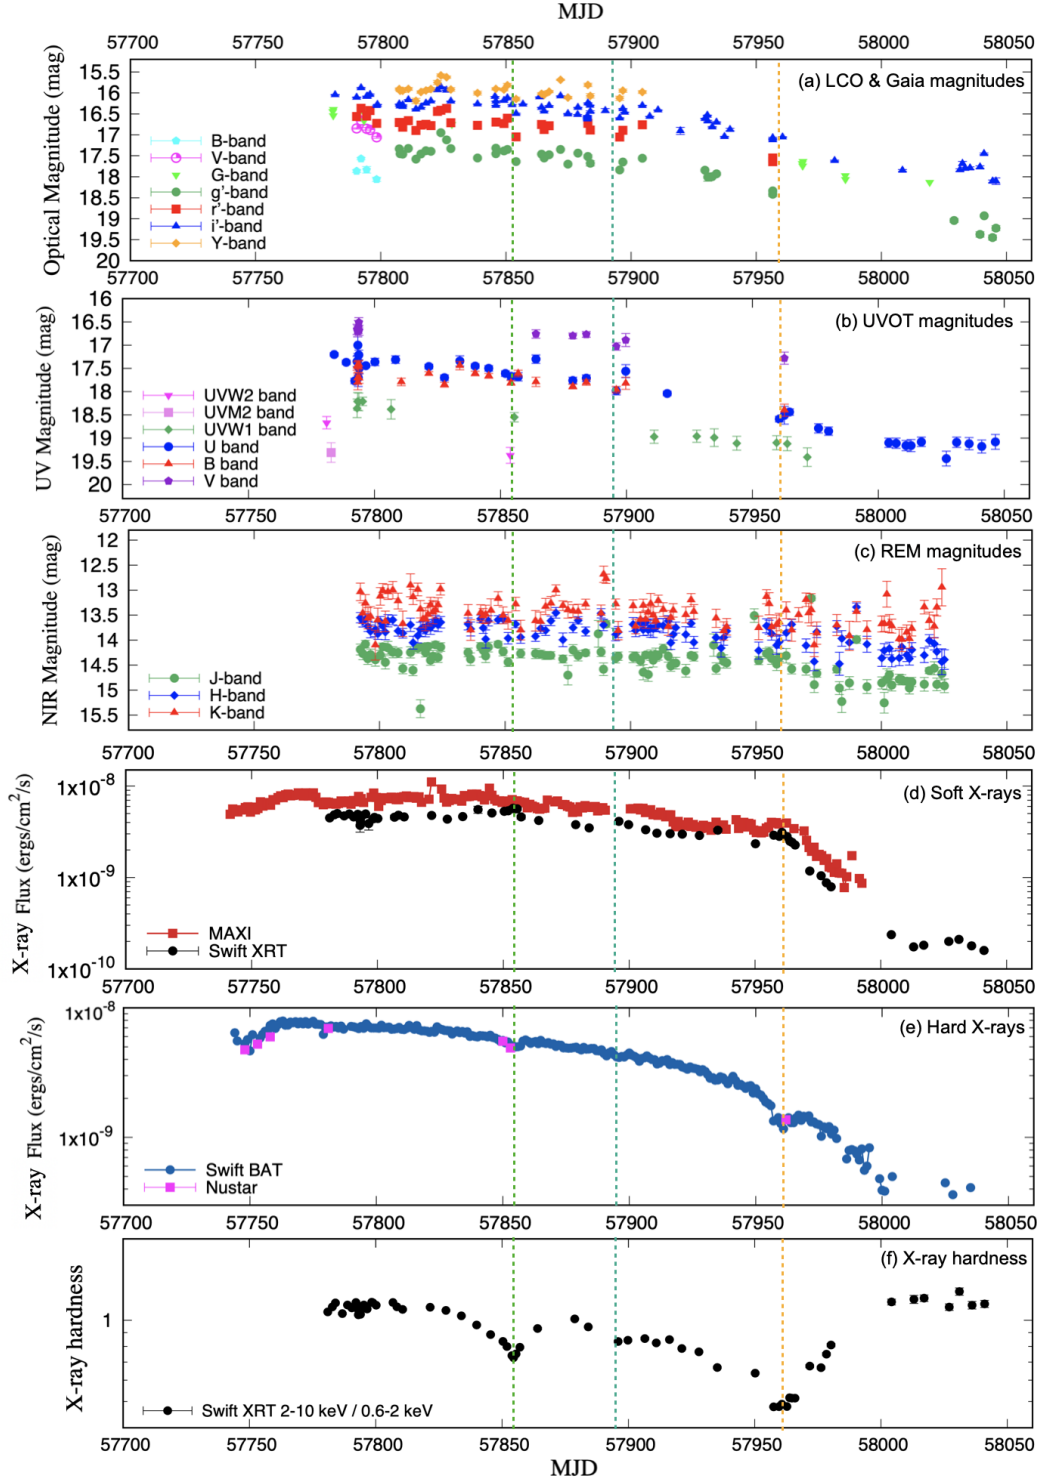 MJD
57700 57750 57800 57850 57900 57950 58000 58050
(a) LCO & Gaia magnitudes
Optical Magnitude (mag)
15.5
16
16.5
17
17.5
18
18.5
19
19.5
20
B-band
V-band
G-band
g'-band
r'-band
i'-band
Y-band
57700 57750 57800 57850 57900 57950 58000 58050
(b) UVOT magnitudes
UV Magnitude (mag)
16
16.5
17
17.5
18
18.5
19
19.5
20
UVW2 band
UVM2 band
UVW1 band
U band
B band
V band
57700 57750 57800 57850 57900 57950 58000 58050
(c) REM magnitudes
NIR Magnitude (mag)
12
12.5
13
13.5
14
14.5
15
15.5
J-band
H-band
K-band
57700 57750 57800 57850 57900 57950 58000 58050
(d) Soft X-rays
X-ray Flux (ergs/cm²/s)
1x10⁻⁸
1x10⁻⁹
1x10⁻¹⁰
MAXI
Swift XRT
57700 57750 57800 57850 57900 57950 58000 58050
(e) Hard X-rays
X-ray Flux (ergs/cm²/s)
1x10⁻⁸
1x10⁻⁹
Swift BAT
Nustar
57700 57750 57800 57850 57900 57950 58000 58050
(f) X-ray hardness
X-ray hardness
1
Swift XRT 2-10 keV / 0.6-2 keV
57700 57750 57800 57850 57900 57950 58000 58050
MJD